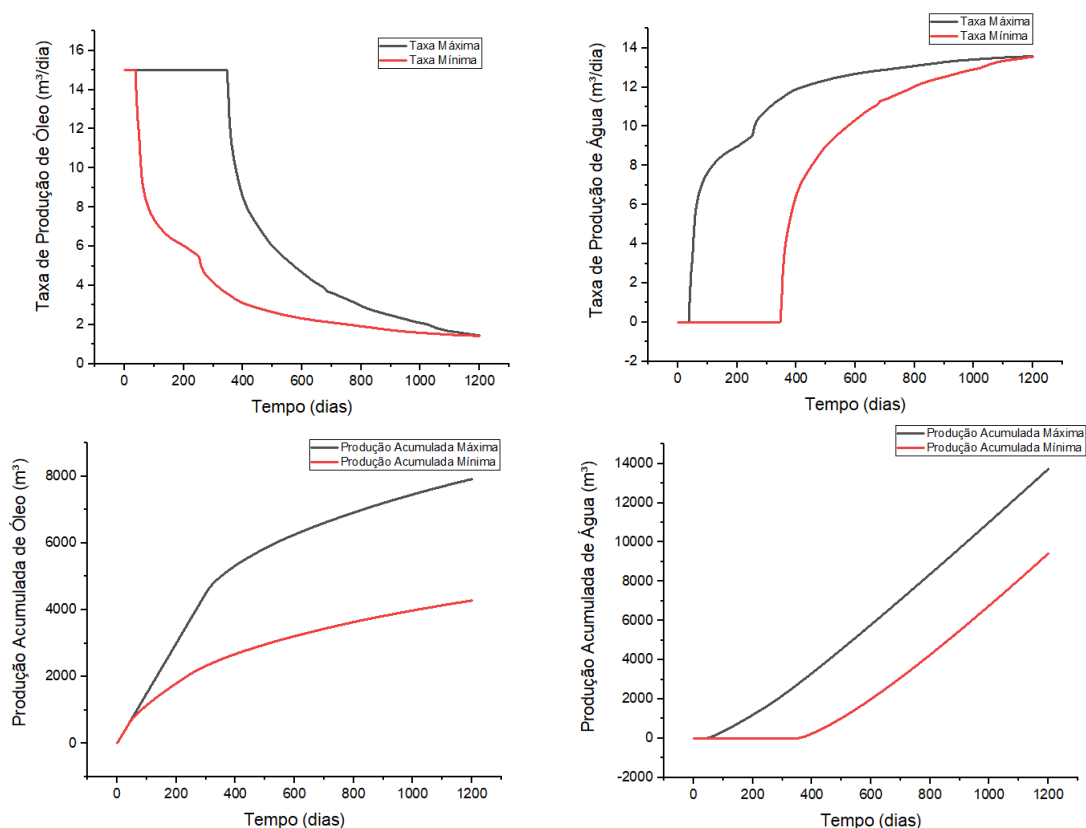 Taxa Máxima
Taxa Mínima
Taxa de Produção de Óleo (m³/dia)
16
14
12
10
8
6
4
2
0
0 200 400 600 800 1000 1200
Tempo (dias)
Taxa Máxima
Taxa Mínima
Taxa de Produção de Água (m³/dia)
14
12
10
8
6
4
2
0
-2
0 200 400 600 800 1000 1200
Tempo (dias)
Produção Acumulada Máxima
Produção Acumulada Mínima
Produção Acumulada de Óleo (m³)
8000
6000
4000
2000
0
0 200 400 600 800 1000 1200
Tempo (dias)
Produção Acumulada Máxima
Produção Acumulada Mínima
Produção Acumulada de Água (m³)
14000
12000
10000
8000
6000
4000
2000
0
-2000
0 200 400 600 800 1000 1200
Tempo (dias)